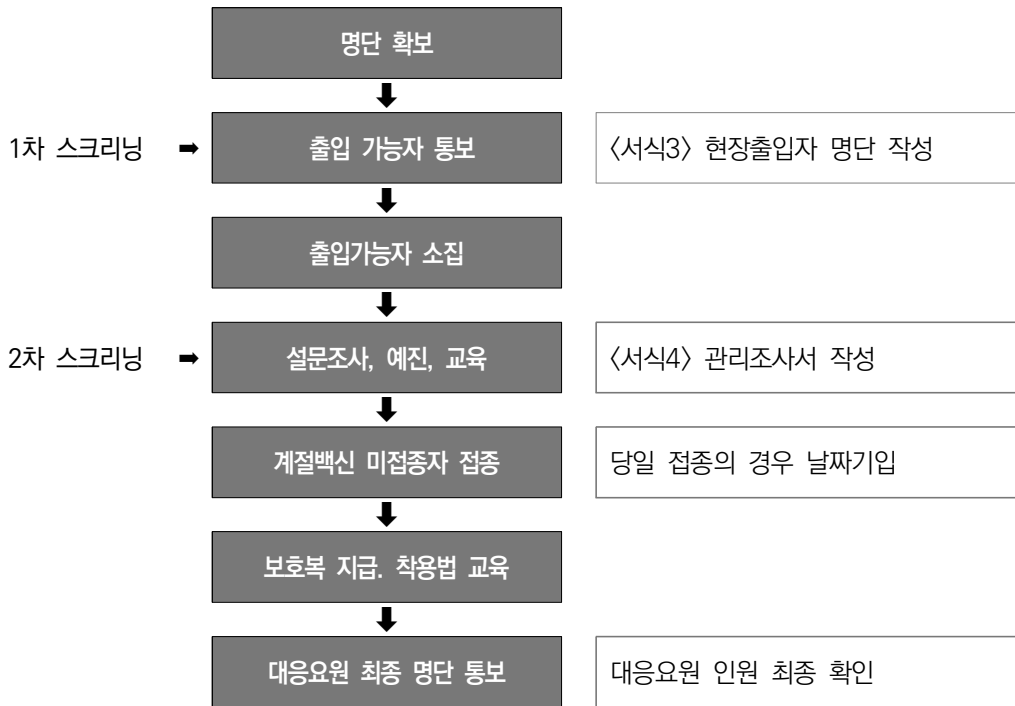 명단 확보
1차 스크리닝 ➡ 출입 가능자 통보 〈서식3〉 현장출입자 명단 작성
출입가능자 소집
2차 스크리닝 ➡ 설문조사, 예진, 교육 〈서식4〉 관리조사서 작성
계절백신 미접종자 접종 당일 접종의 경우 날짜기입
보호복 지급. 착용법 교육
대응요원 최종 명단 통보 대응요원 인원 최종 확인